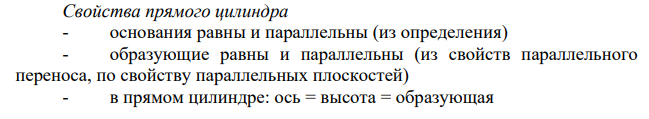 Свойства прямого цилиндра
- основания равны и параллельны (из определения)
- образующие равны и параллельны (из свойств параллельного
переноса, по свойству параллельных плоскостей)
- в прямом цилиндре: ось = высота = образующая